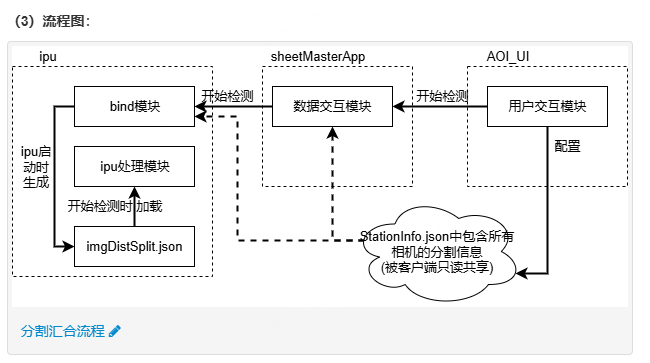 （3）流程图：
ipu
sheetMasterApp
AOI_UI
bind模块
开始检测
数据交互模块
开始检测
用户交互模块
ipu启
动时
生成
ipu处理模块
配置
开始检测时加载
imgDistSplit.json
StationInfo.json中包含所有
相机的分割信息
(被客户端只读共享)
分割汇合流程